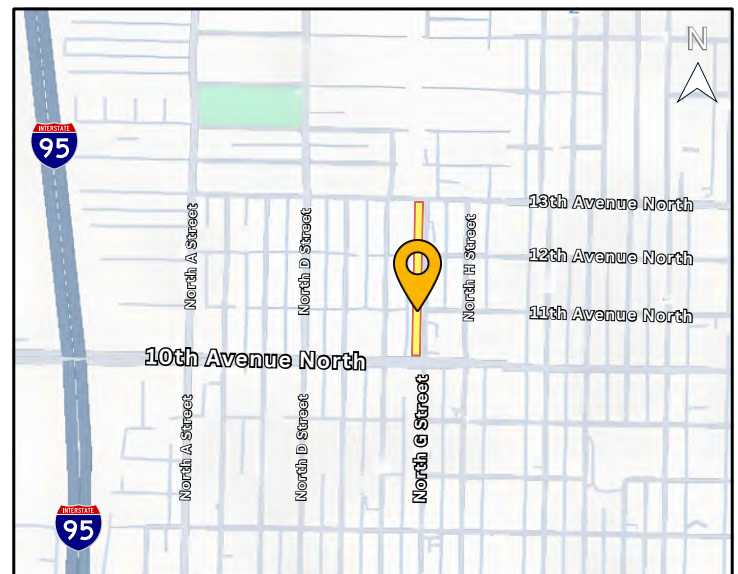 N
INTERSTATE
95
13th Avenue North
North A Street
North D Street
North H Street
12th Avenue North
11th Avenue North
10th Avenue North
North G Street
North A Street
North D Street
INTERSTATE
95